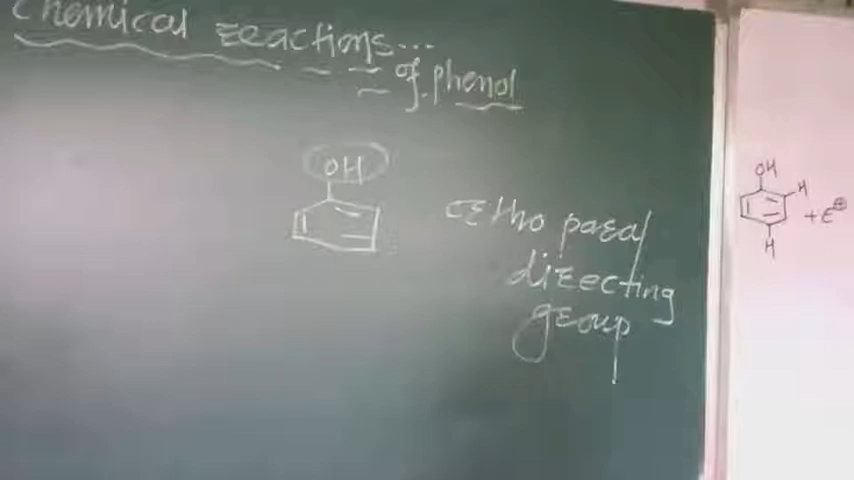 Chemical Reactions...
of phenol
OH
ortho para
directing
group
OH
H
+ E⊕
H